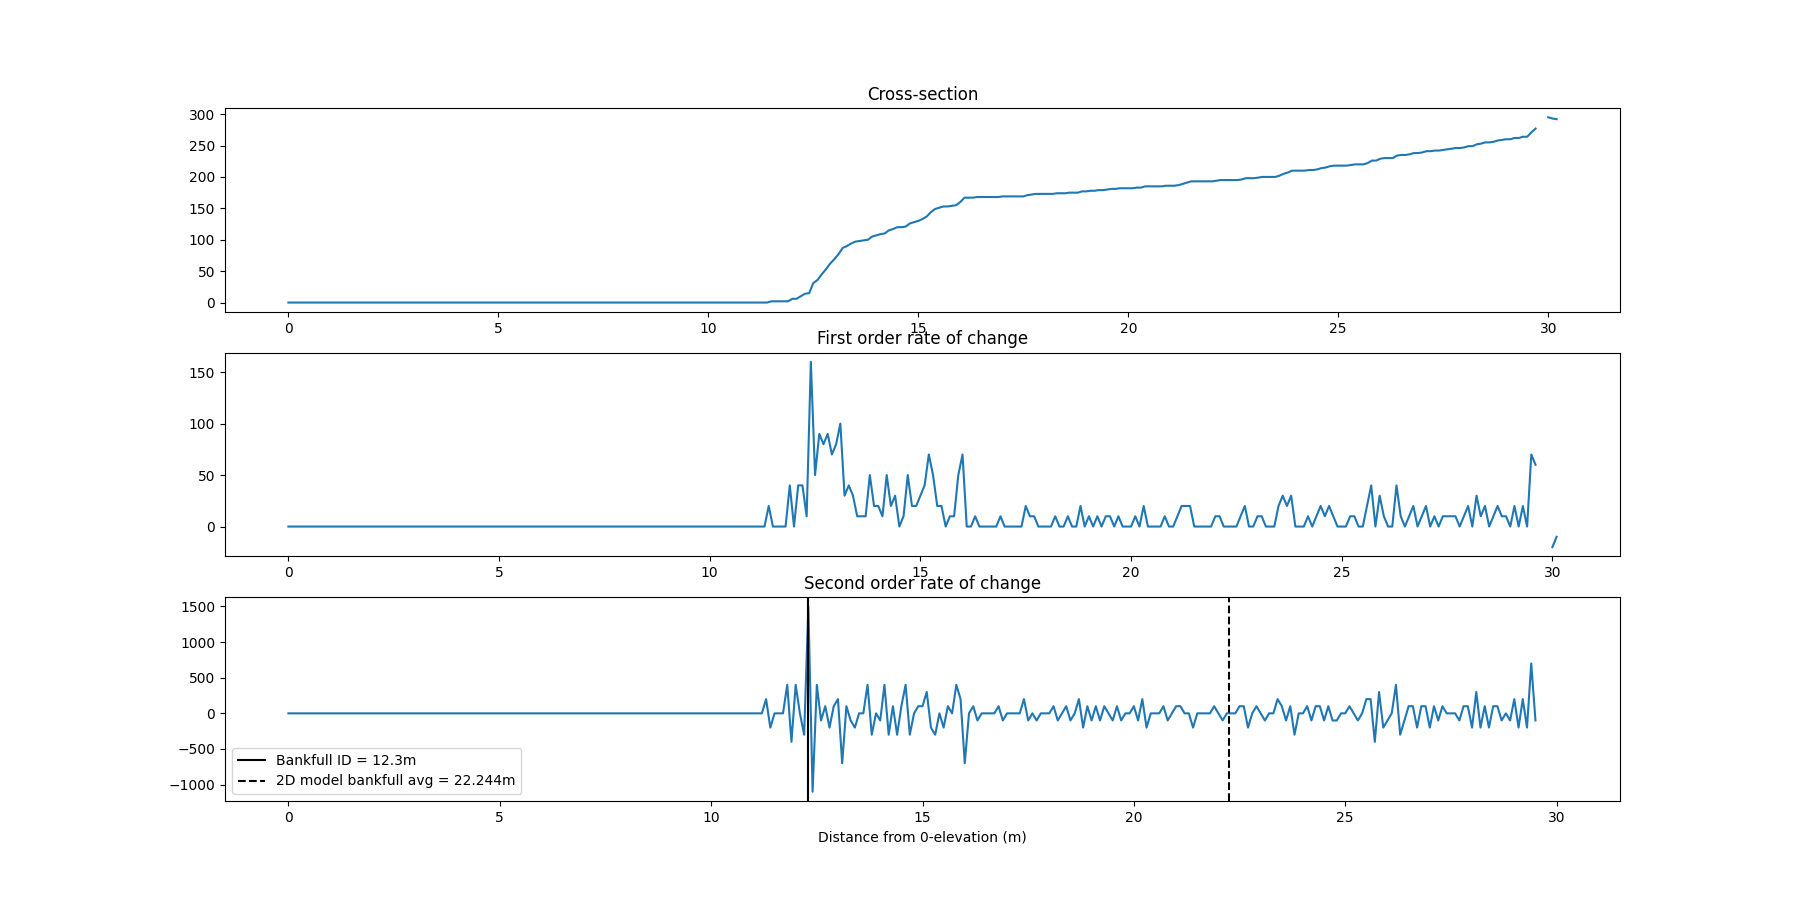 Cross-section
300
250
200
150
100
50
0
0 5 10 15 20 25 30
First order rate of change
150
100
50
0
0 5 10 15 20 25 30
Second order rate of change
1500
1000
500
0
−500
−1000
Bankfull ID = 12.3m
2D model bankfull avg = 22.244m
0 5 10 15 20 25 30
Distance from 0-elevation (m)